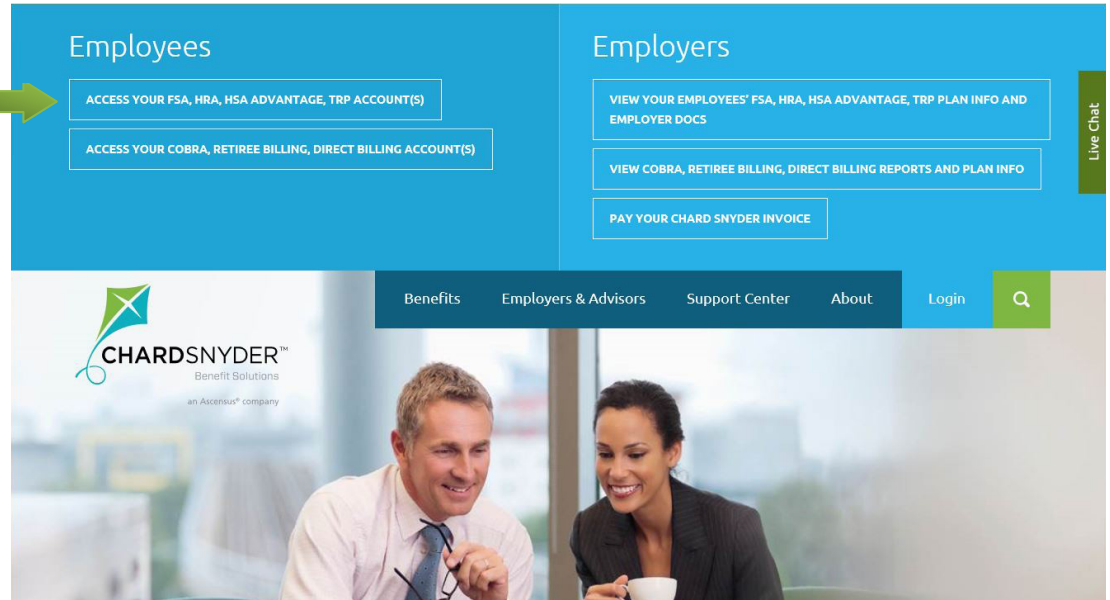 Employees
ACCESS YOUR FSA, HRA, HSA ADVANTAGE, TRP ACCOUNT(S)
ACCESS YOUR COBRA, RETIREE BILLING, DIRECT BILLING ACCOUNT(S)
Employers
VIEW YOUR EMPLOYEES' FSA, HRA, HSA ADVANTAGE, TRP PLAN INFO AND
EMPLOYER DOCS
VIEW COBRA, RETIREE BILLING, DIRECT BILLING REPORTS AND PLAN INFO
PAY YOUR CHARD SNYDER INVOICE
Live Chat
Benefits Employers & Advisors Support Center About Login
CHARDSNYDER™
Benefit Solutions
an Ascensus® company